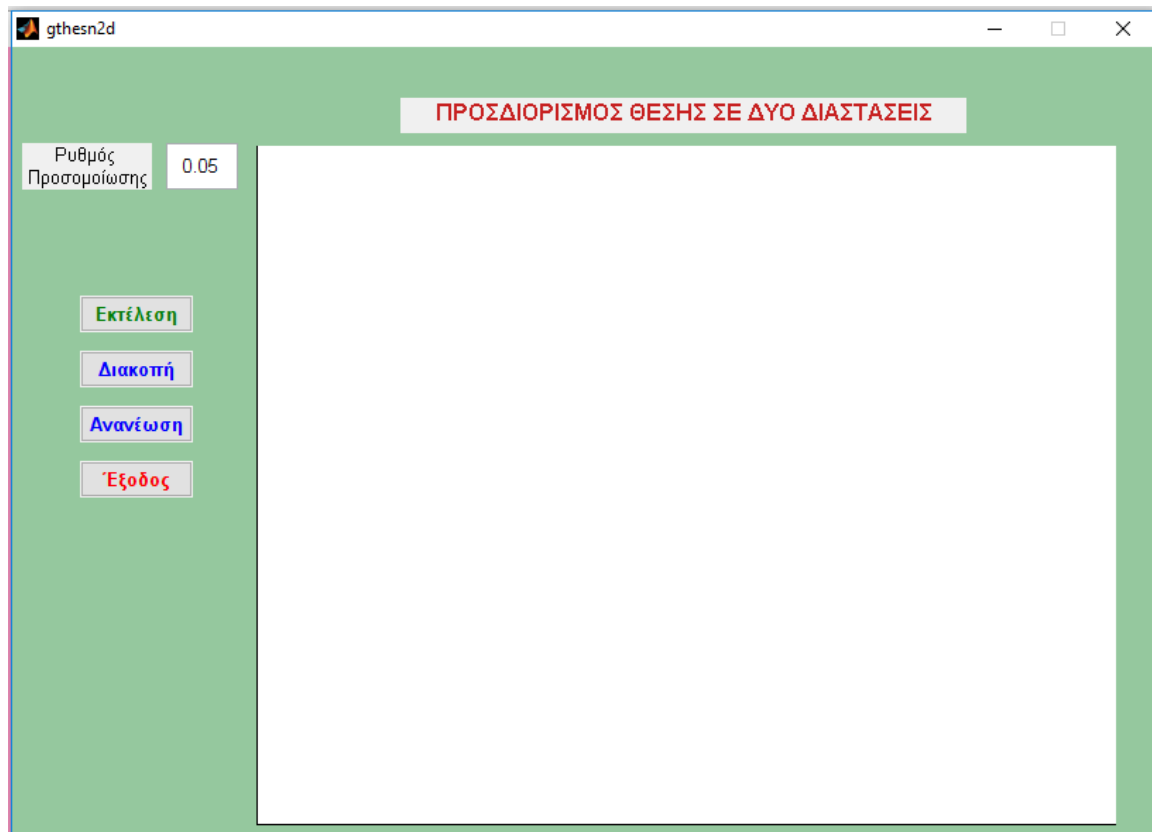 gthesn2d
ΠΡΟΣΔΙΟΡΙΣΜΟΣ ΘΕΣΗΣ ΣΕ ΔΥΟ ΔΙΑΣΤΑΣΕΙΣ
Ρυθμός
Προσομοίωσης
0.05
Εκτέλεση
Διακοπή
Ανανέωση
Έξοδος